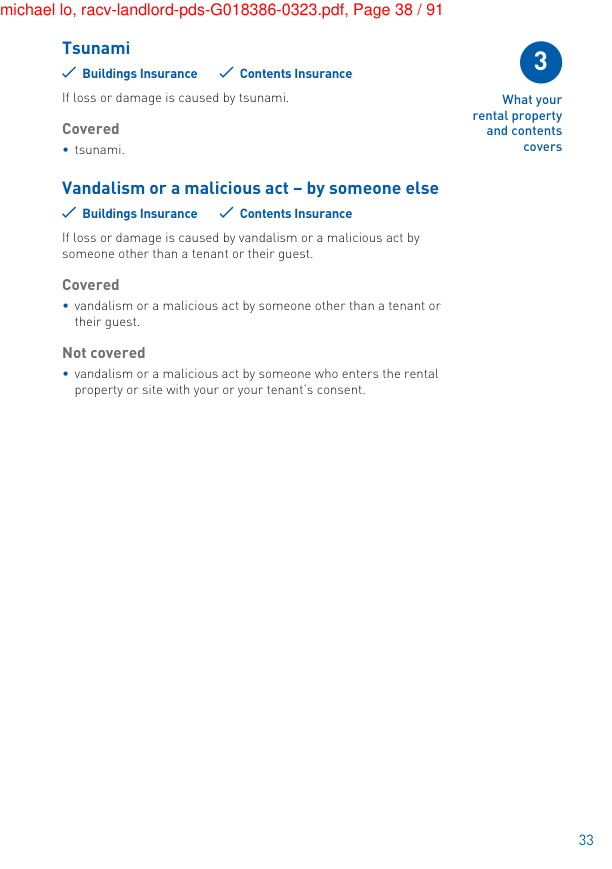 michael lo, racv-landlord-pds-G018386-0323.pdf, Page 38 / 91
Tsunami
Buildings Insurance Contents Insurance
If loss or damage is caused by tsunami.
Covered
• tsunami.
Vandalism or a malicious act – by someone else
Buildings Insurance Contents Insurance
If loss or damage is caused by vandalism or a malicious act by
someone other than a tenant or their guest.
Covered
• vandalism or a malicious act by someone other than a tenant or
their guest.
Not covered
• vandalism or a malicious act by someone who enters the rental
property or site with your or your tenant's consent.
3
What your
rental property
and contents
covers
33